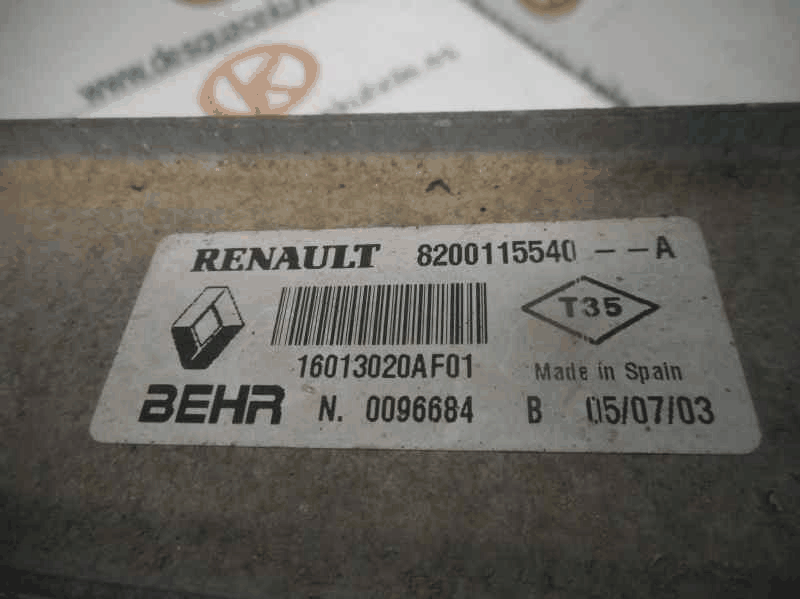 RENAULT 8200115540 --A
T35
16013020AF01 Made in Spain
BEHR N. 0096684 B 05/07/03